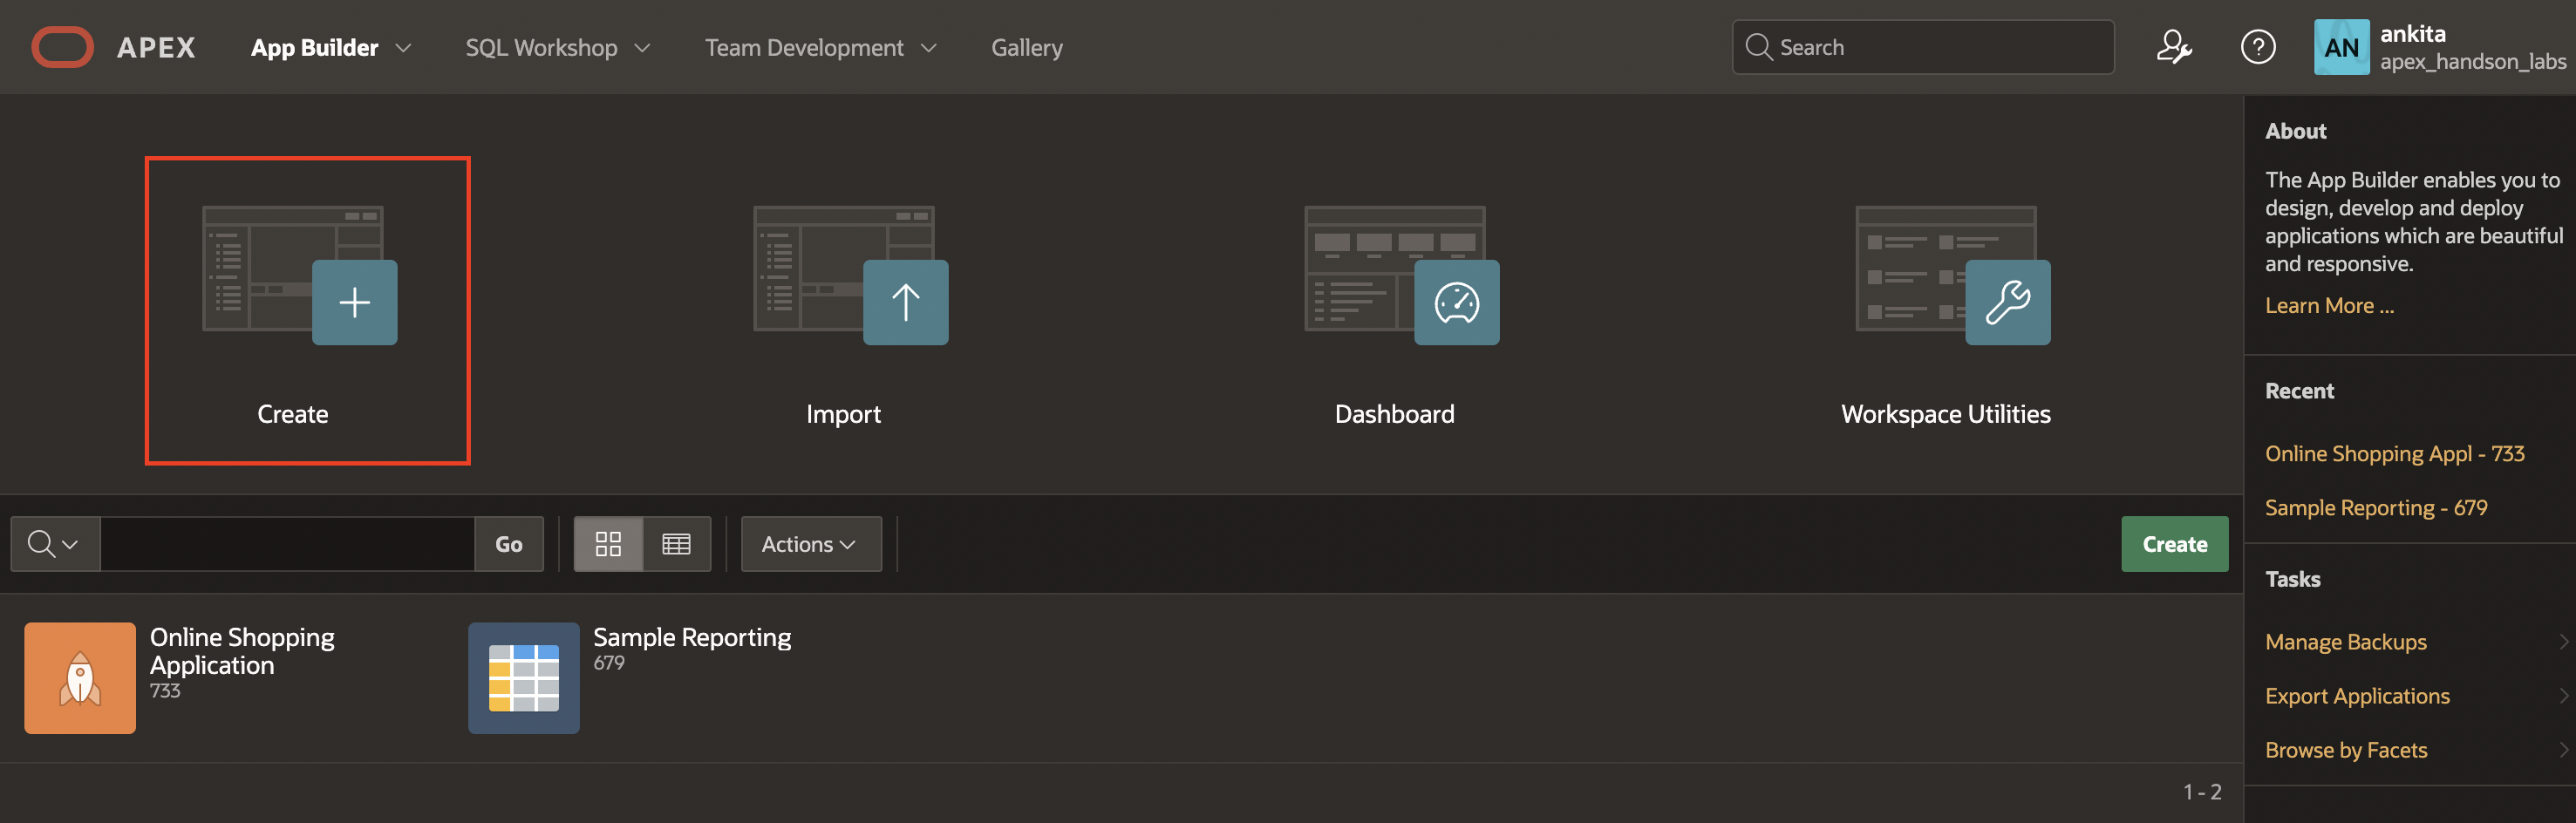 APEX
App Builder
SQL Workshop
Team Development
Gallery
Search
AN
ankita
apex_handson_labs
Create
Import
Dashboard
Workspace Utilities
Go
Actions
Create
Online Shopping
Application
733
Sample Reporting
679
1 - 2
About
The App Builder enables you to
design, develop and deploy
applications which are beautiful
and responsive.
Learn More ...
Recent
Online Shopping Appl - 733
Sample Reporting - 679
Tasks
Manage Backups
Export Applications
Browse by Facets